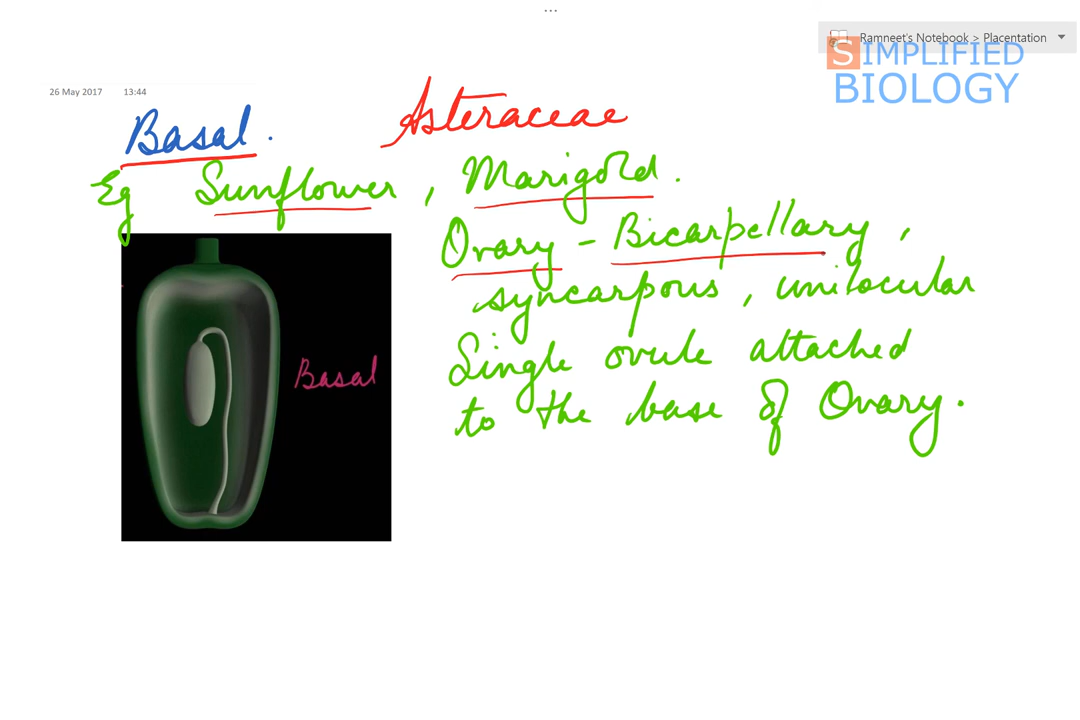 ...
Ramneet's Notebook > Placentation
SIMPLIFIED
BIOLOGY
26 May 2017 13:44
Basal. Asteraceae
Eg Sunflower, Marigold.
Ovary - Bicarpellary,
syncarpous, unilocular
Single ovule attached
to the base of Ovary.
Basal